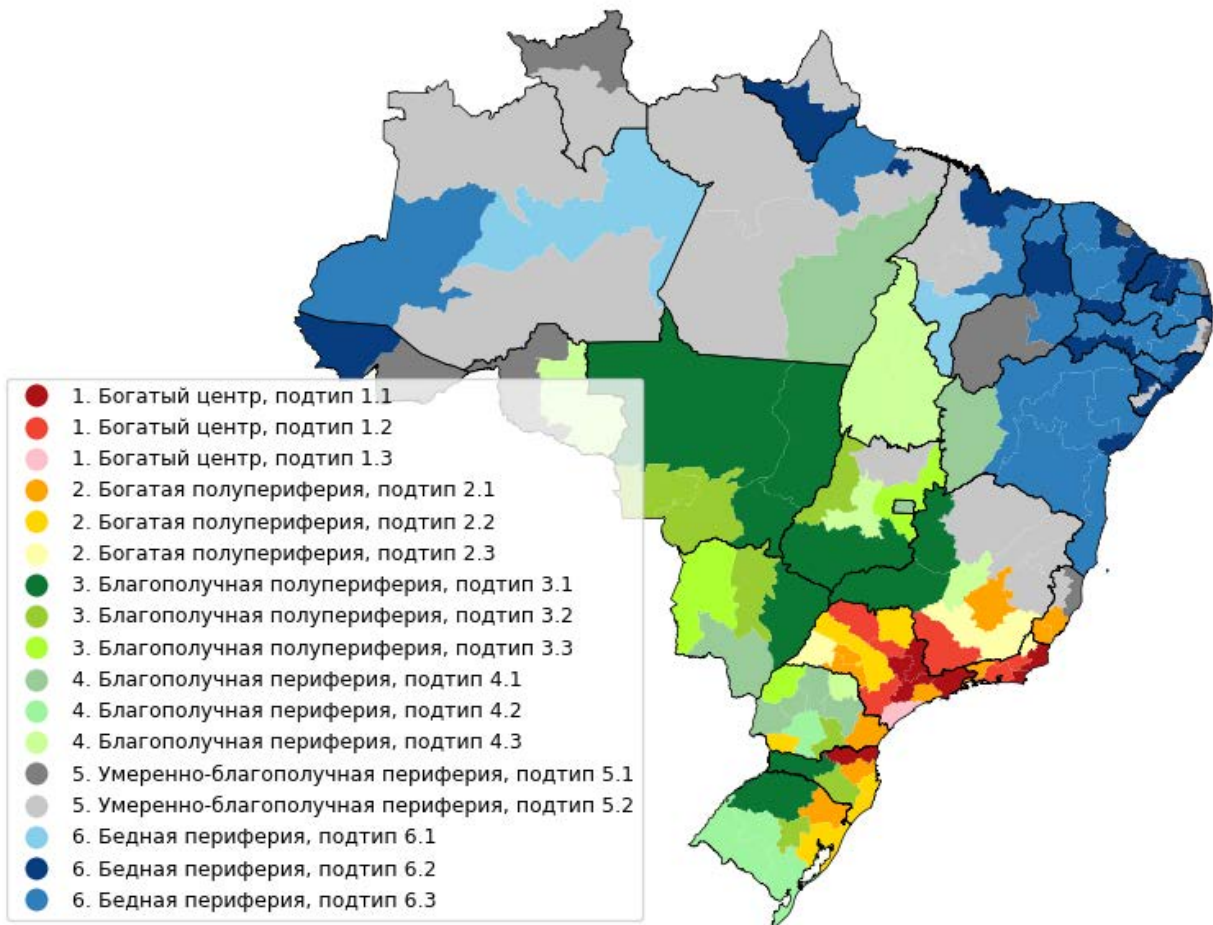 1. Богатый центр, подтип 1.1
1. Богатый центр, подтип 1.2
1. Богатый центр, подтип 1.3
2. Богатая полупериферия, подтип 2.1
2. Богатая полупериферия, подтип 2.2
2. Богатая полупериферия, подтип 2.3
3. Благополучная полупериферия, подтип 3.1
3. Благополучная полупериферия, подтип 3.2
3. Благополучная полупериферия, подтип 3.3
4. Благополучная периферия, подтип 4.1
4. Благополучная периферия, подтип 4.2
4. Благополучная периферия, подтип 4.3
5. Умеренно-благополучная периферия, подтип 5.1
5. Умеренно-благополучная периферия, подтип 5.2
6. Бедная периферия, подтип 6.1
6. Бедная периферия, подтип 6.2
6. Бедная периферия, подтип 6.3